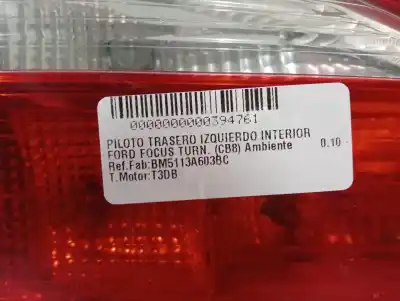 0000000000394761
PILOTO TRASERO IZQUIERDO INTERIOR
FORD FOCUS TURN. (CB8) Ambiente 0.10 -
Ref.Fab:BM5113A603BC
T.Motor:T3DB